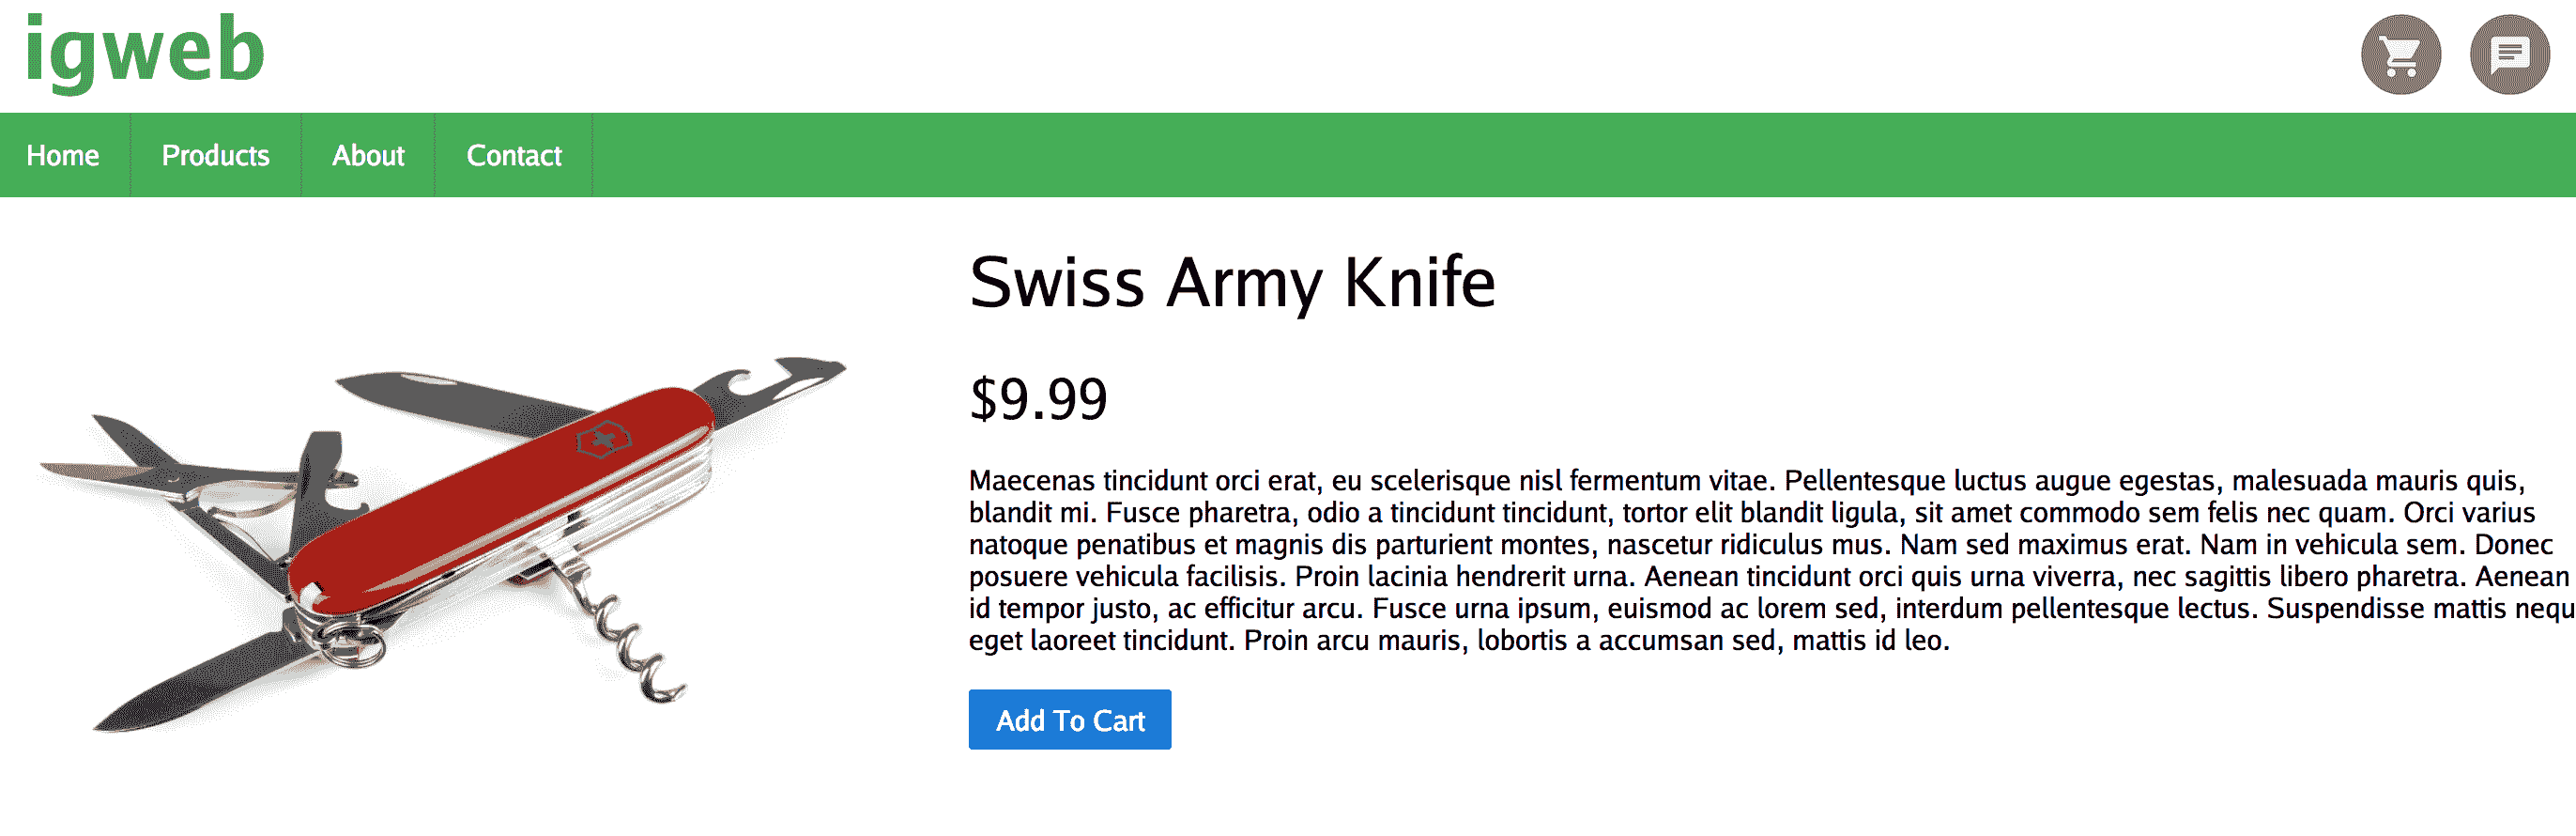 igweb
Home Products About Contact
Swiss Army Knife
$9.99
Maecenas tincidunt orci erat, eu scelerisque nisl fermentum vitae. Pellentesque luctus augue egestas, malesuada mauris quis,
blandit mi. Fusce pharetra, odio a tincidunt tincidunt, tortor elit blandit ligula, sit amet commodo sem felis nec quam. Orci varius
natoque penatibus et magnis dis parturient montes, nascetur ridiculus mus. Nam sed maximus erat. Nam in vehicula sem. Donec
posuere vehicula facilisis. Proin lacinia hendrerit urna. Aenean tincidunt orci quis urna viverra, nec sagittis libero pharetra. Aenean
id tempor justo, ac efficitur arcu. Fusce urna ipsum, euismod ac lorem sed, interdum pellentesque lectus. Suspendisse mattis nequ
eget laoreet tincidunt. Proin arcu mauris, lobortis a accumsan sed, mattis id leo.
Add To Cart